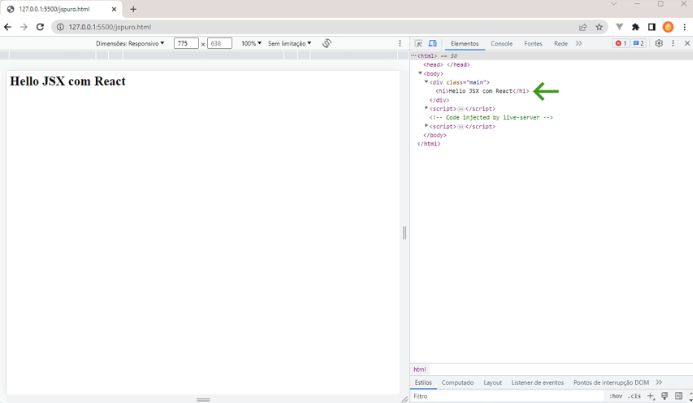 127.0.0.1:5500/jspuro.html
127.0.0.1:5500/jspuro.html
Dimensões: Responsivo 775 × 638 100% Sem limitação
Elementos Console Fontes Rede 1 2
Hello JSX com React
<html> == $0
<head> </head>
<body>
<div class="main">
<h1>Hello JSX com React</h1>
</div>
<script> </script>
<!-- Code injected by live-server -->
<script> </script>
</body>
</html>
html
Estilos Computado Layout Listener de eventos Pontos de interrupção DOM
Filtro :hov .cls